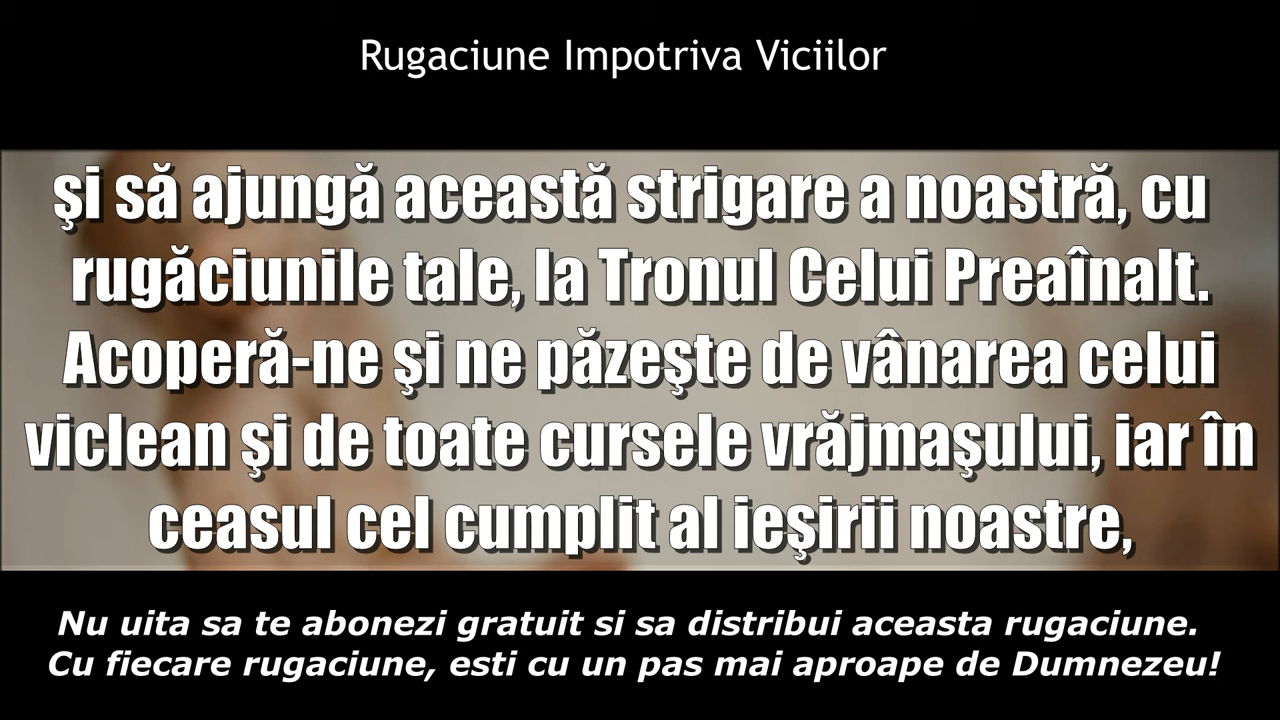 Rugaciune Impotriva Viciilor
şi să ajungă această strigare a noastră, cu
rugăciunile tale, la Tronul Celui Preaînalt.
Acoperă-ne şi ne păzeşte de vânarea celui
viclean şi de toate cursele vrăjmaşului, iar în
ceasul cel cumplit al ieşirii noastre,
Nu uita sa te abonezi gratuit si sa distribui aceasta rugaciune.
Cu fiecare rugaciune, esti cu un pas mai aproape de Dumnezeu!